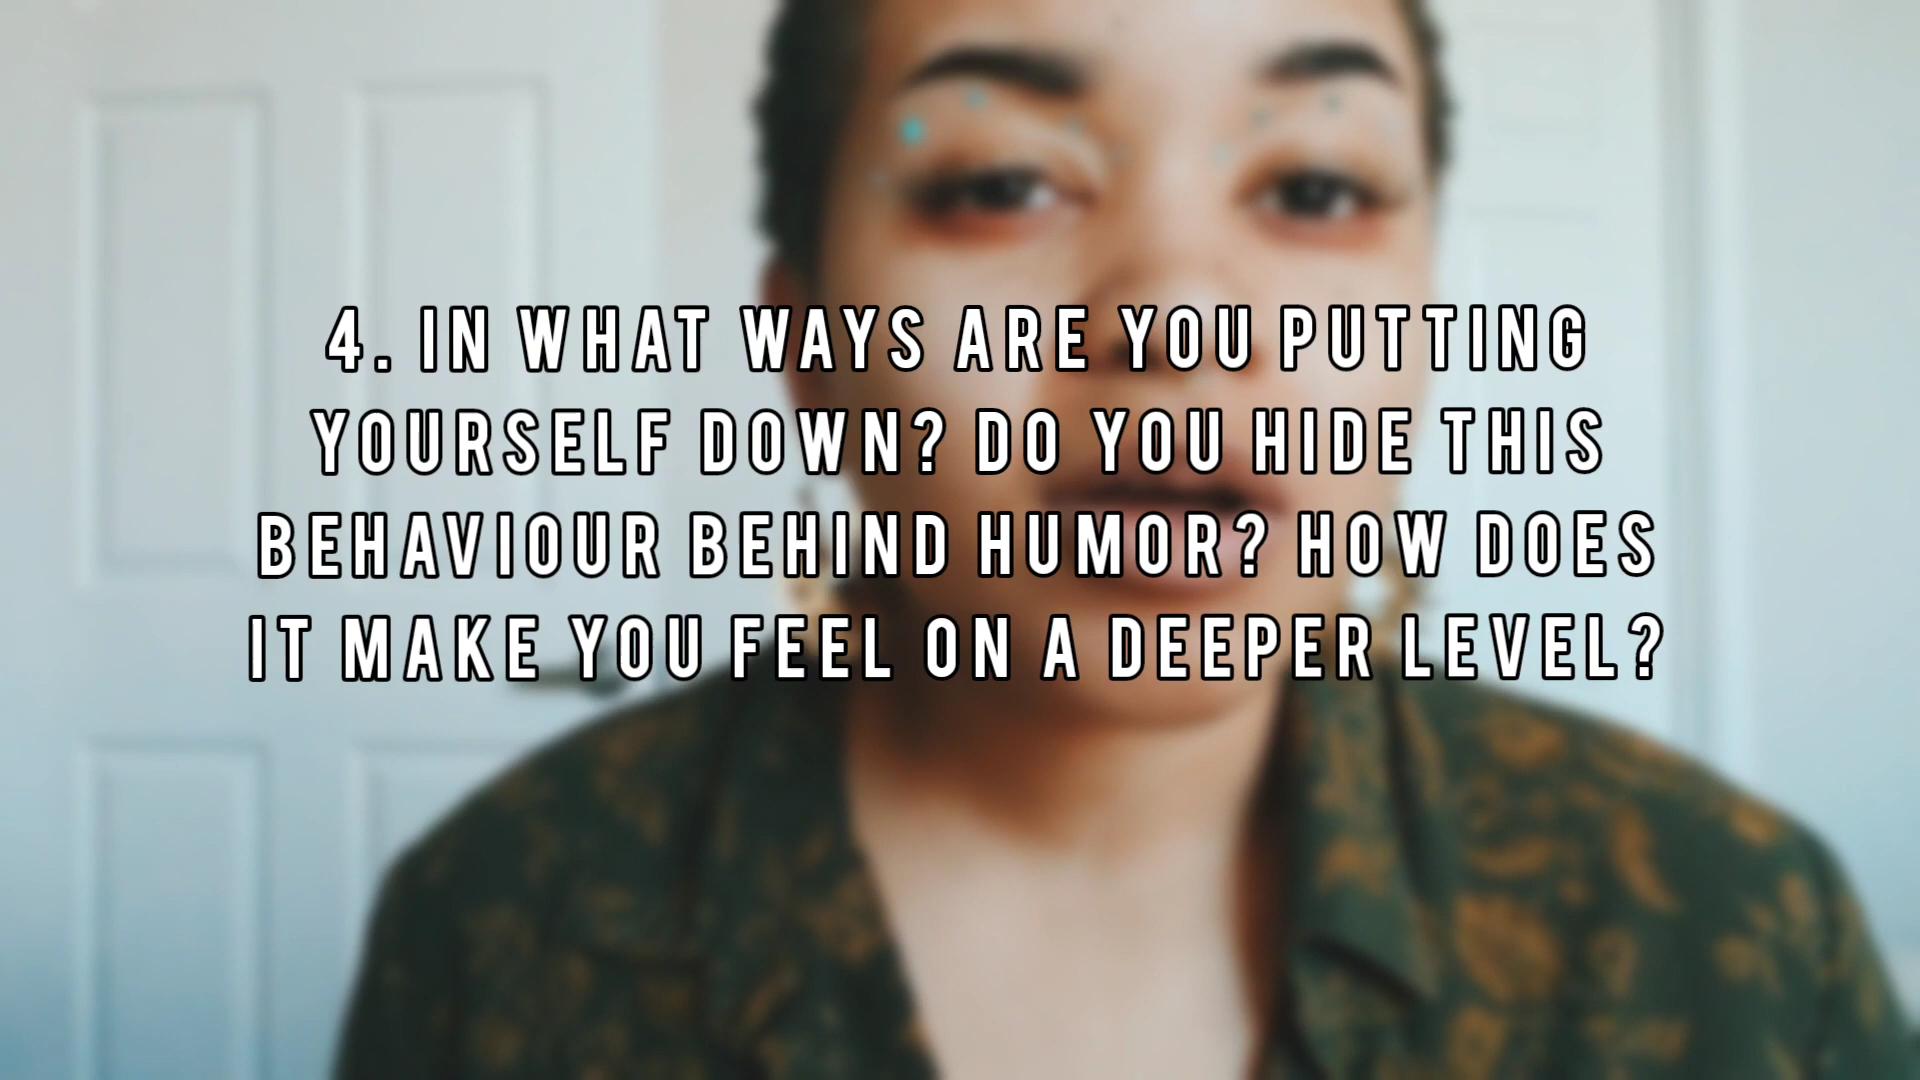 4. IN WHAT WAYS ARE YOU PUTTING
YOURSELF DOWN? DO YOU HIDE THIS
BEHAVIOUR BEHIND HUMOR? HOW DOES
IT MAKE YOU FEEL ON A DEEPER LEVEL?